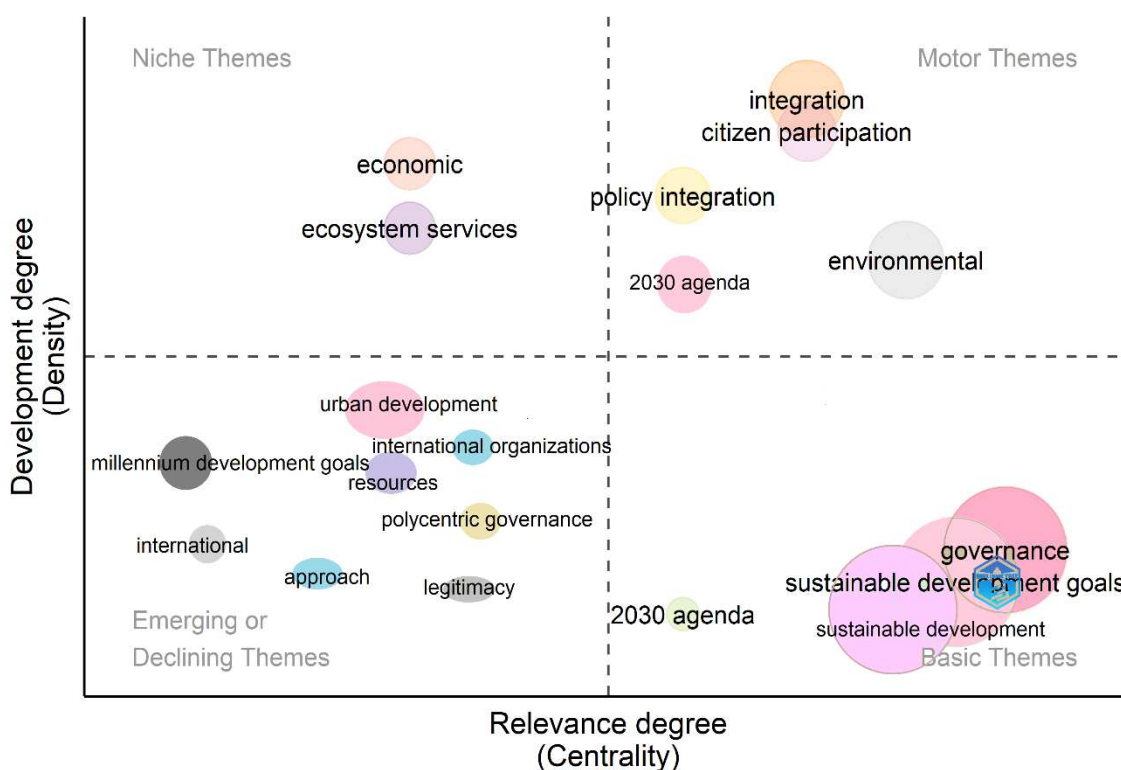 Niche Themes
Motor Themes
integration
citizen participation
economic
policy integration
ecosystem services
environmental
2030 agenda
Development degree
(Density)
urban development
international organizations
millennium development goals
resources
polycentric governance
international
governance
approach
sustainable development goals
legitimacy
2030 agenda
Emerging or
Declining Themes
sustainable development
Basic Themes
Relevance degree
(Centrality)